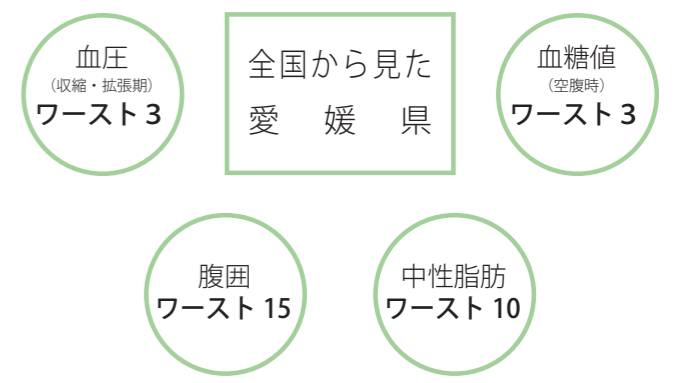 血圧
（収縮・拡張期）
ワースト 3
全国から見た
愛媛県
血糖値
（空腹時）
ワースト 3
腹囲
ワースト 15
中性脂肪
ワースト 10